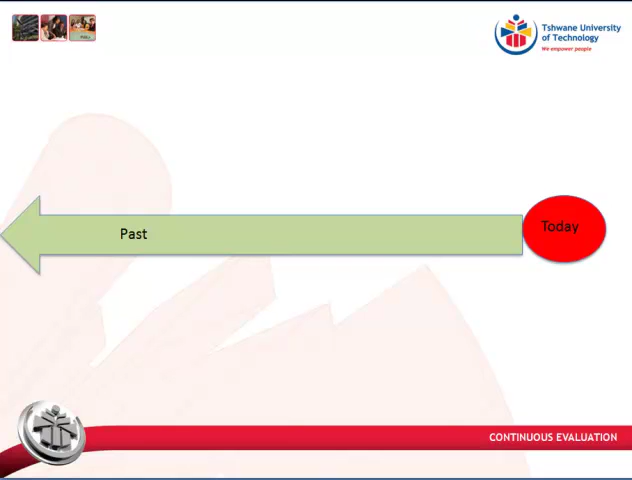 Tshwane University
of Technology
We empower people
Past
Today
CONTINUOUS EVALUATION